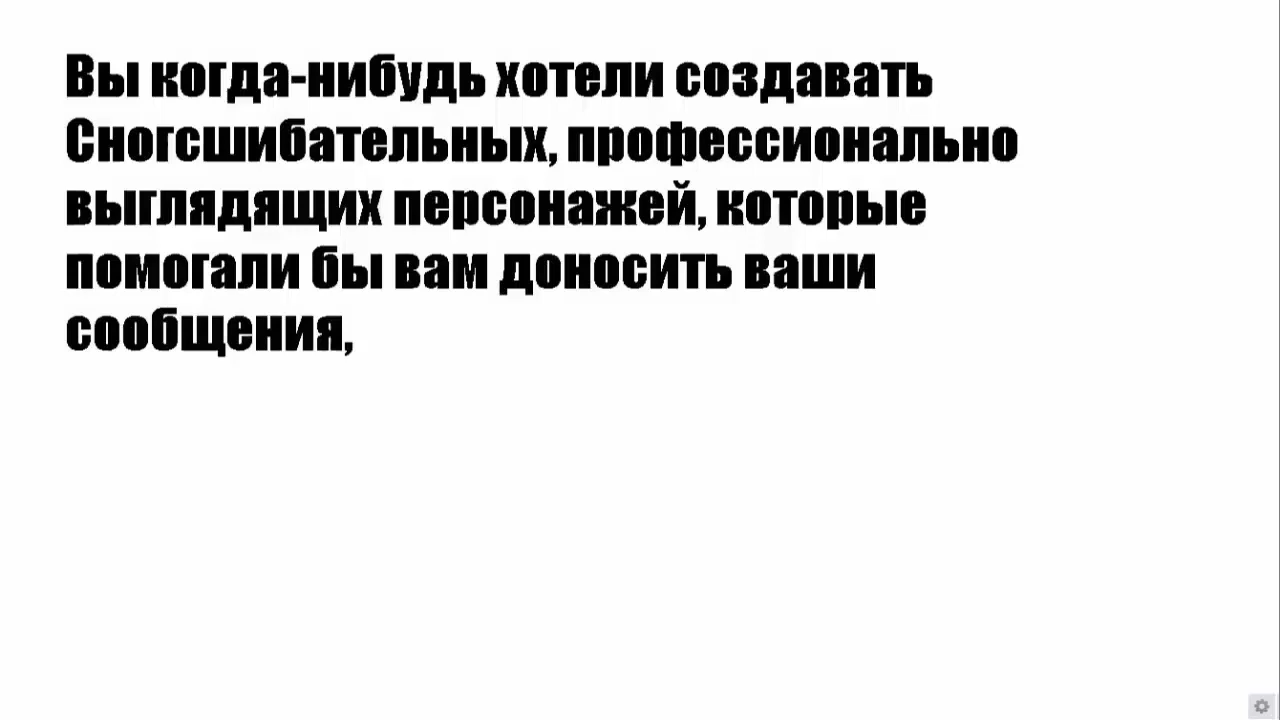 Вы когда-нибудь хотели создавать
Сногсшибательных, профессионально
выглядящих персонажей, которые
помогали бы вам доносить ваши
сообщения,